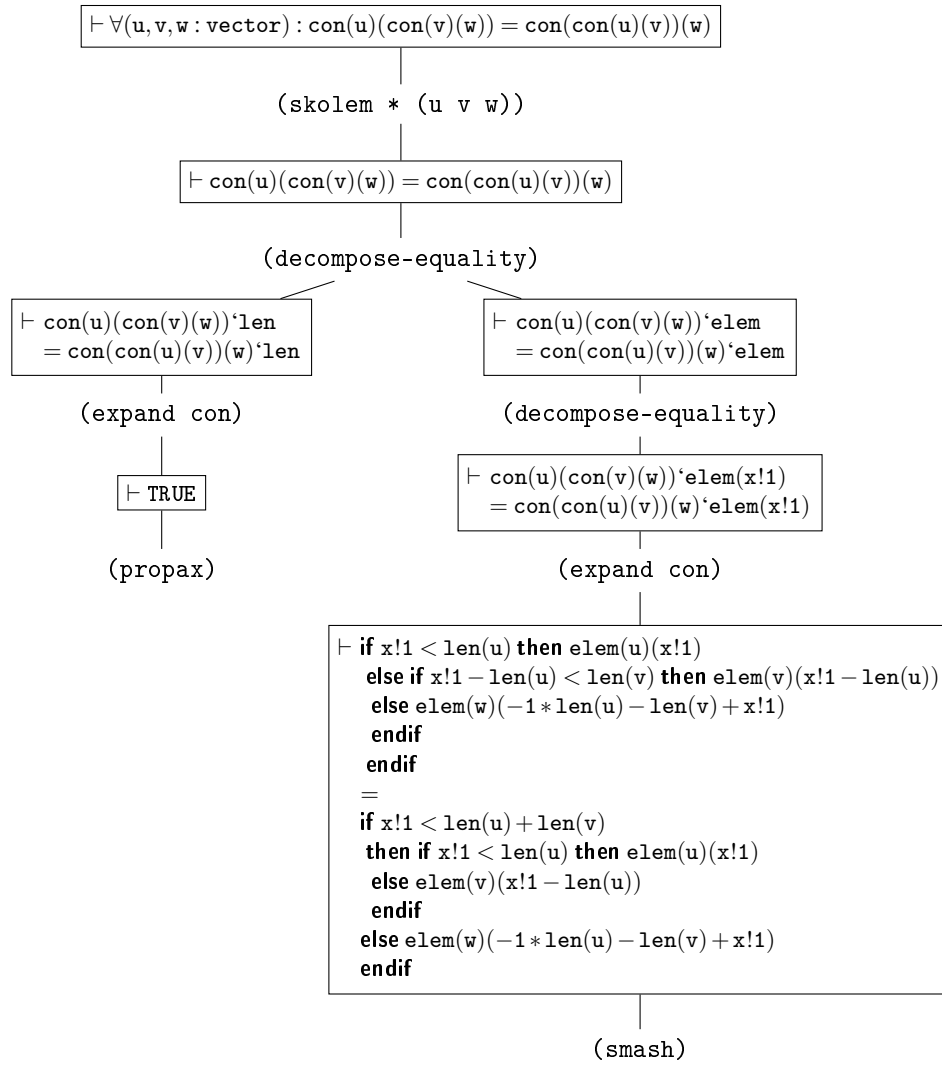 ⊢ ∀(u, v, w : vector) : con(u)(con(v)(w)) = con(con(u)(v))(w)
(skolem * (u v w))
⊢ con(u)(con(v)(w)) = con(con(u)(v))(w)
(decompose-equality)
⊢ con(u)(con(v)(w))‘len
= con(con(u)(v))(w)‘len
(expand con)
⊢ TRUE
(propax)
⊢ con(u)(con(v)(w))‘elem
= con(con(u)(v))(w)‘elem
(decompose-equality)
⊢ con(u)(con(v)(w))‘elem(x!1)
= con(con(u)(v))(w)‘elem(x!1)
(expand con)
⊢ if x!1 < len(u) then elem(u)(x!1)
else if x!1 − len(u) < len(v) then elem(v)(x!1 − len(u))
else elem(w)(−1 * len(u) − len(v) + x!1)
endif
endif
=
if x!1 < len(u) + len(v)
then if x!1 < len(u) then elem(u)(x!1)
else elem(v)(x!1 − len(u))
endif
else elem(w)(−1 * len(u) − len(v) + x!1)
endif
(smash)